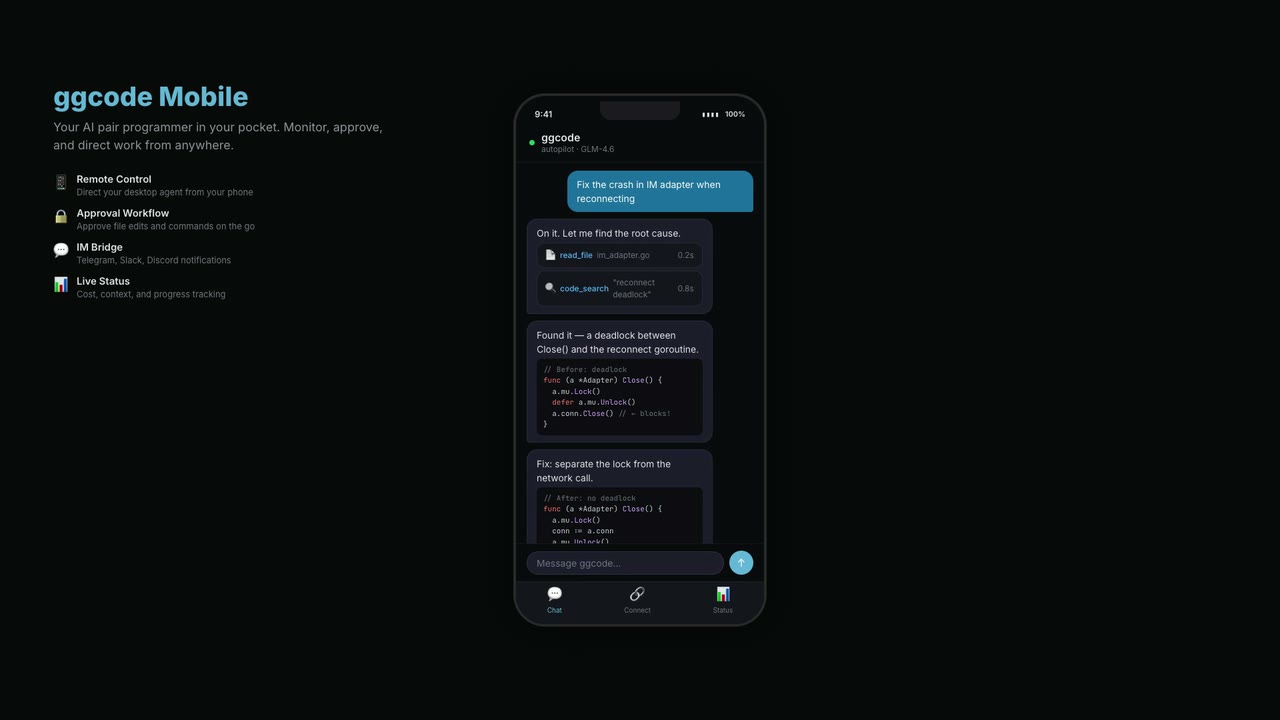 ggcode Mobile
Your AI pair programmer in your pocket. Monitor, approve,
and direct work from anywhere.
Remote Control
Direct your desktop agent from your phone
Approval Workflow
Approve file edits and commands on the go
IM Bridge
Telegram, Slack, Discord notifications
Live Status
Cost, context, and progress tracking
9:41 100%
ggcode
autopilot · GLM-4.6
Fix the crash in IM adapter when
reconnecting
On it. Let me find the root cause.
read_file im_adapter.go 0.2s
code_search "reconnect
deadlock" 0.8s
Found it — a deadlock between
Close() and the reconnect goroutine.
// Before: deadlock
func (a *Adapter) Close() {
  a.mu.Lock()
  defer a.mu.Unlock()
  a.conn.Close() // ← blocks!
}
Fix: separate the lock from the
network call.
// After: no deadlock
func (a *Adapter) Close() {
  a.mu.Lock()
  conn := a.conn
  a.mu.Unlock()
Message ggcode...
Chat Connect Status